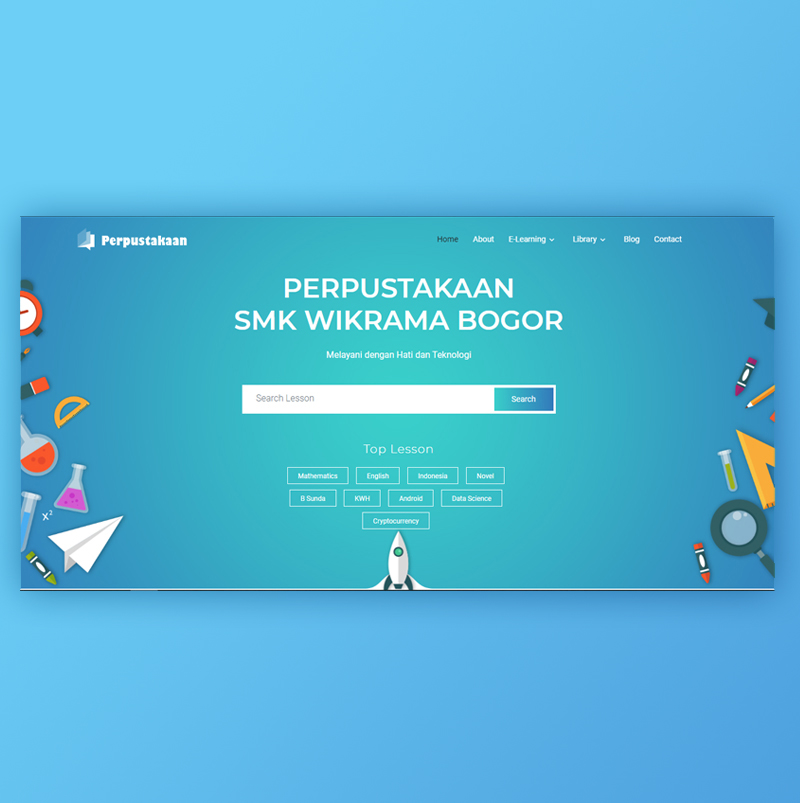 Perpustakaan
Home About E-Learning Library Blog Contact
PERPUSTAKAAN
SMK WIKRAMA BOGOR
Melayani dengan Hati dan Teknologi
Search Lesson Search
Top Lesson
Mathematics English Indonesia Novel
B Sunda KWH Android Data Science
Cryptocurrency
x²